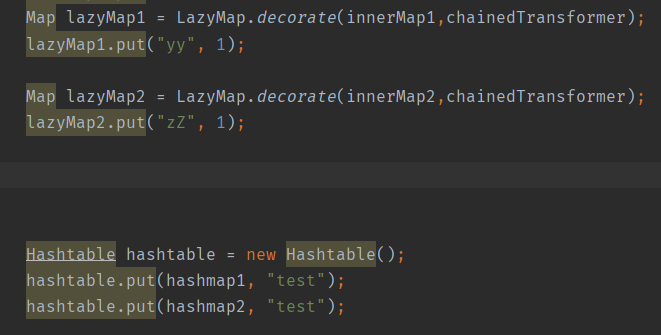 Map lazyMap1 = LazyMap.decorate(innerMap1,chainedTransformer);
lazyMap1.put("yy", 1);
Map lazyMap2 = LazyMap.decorate(innerMap2,chainedTransformer);
lazyMap2.put("zZ", 1);
Hashtable hashtable = new Hashtable();
hashtable.put(hashmap1, "test");
hashtable.put(hashmap2, "test");